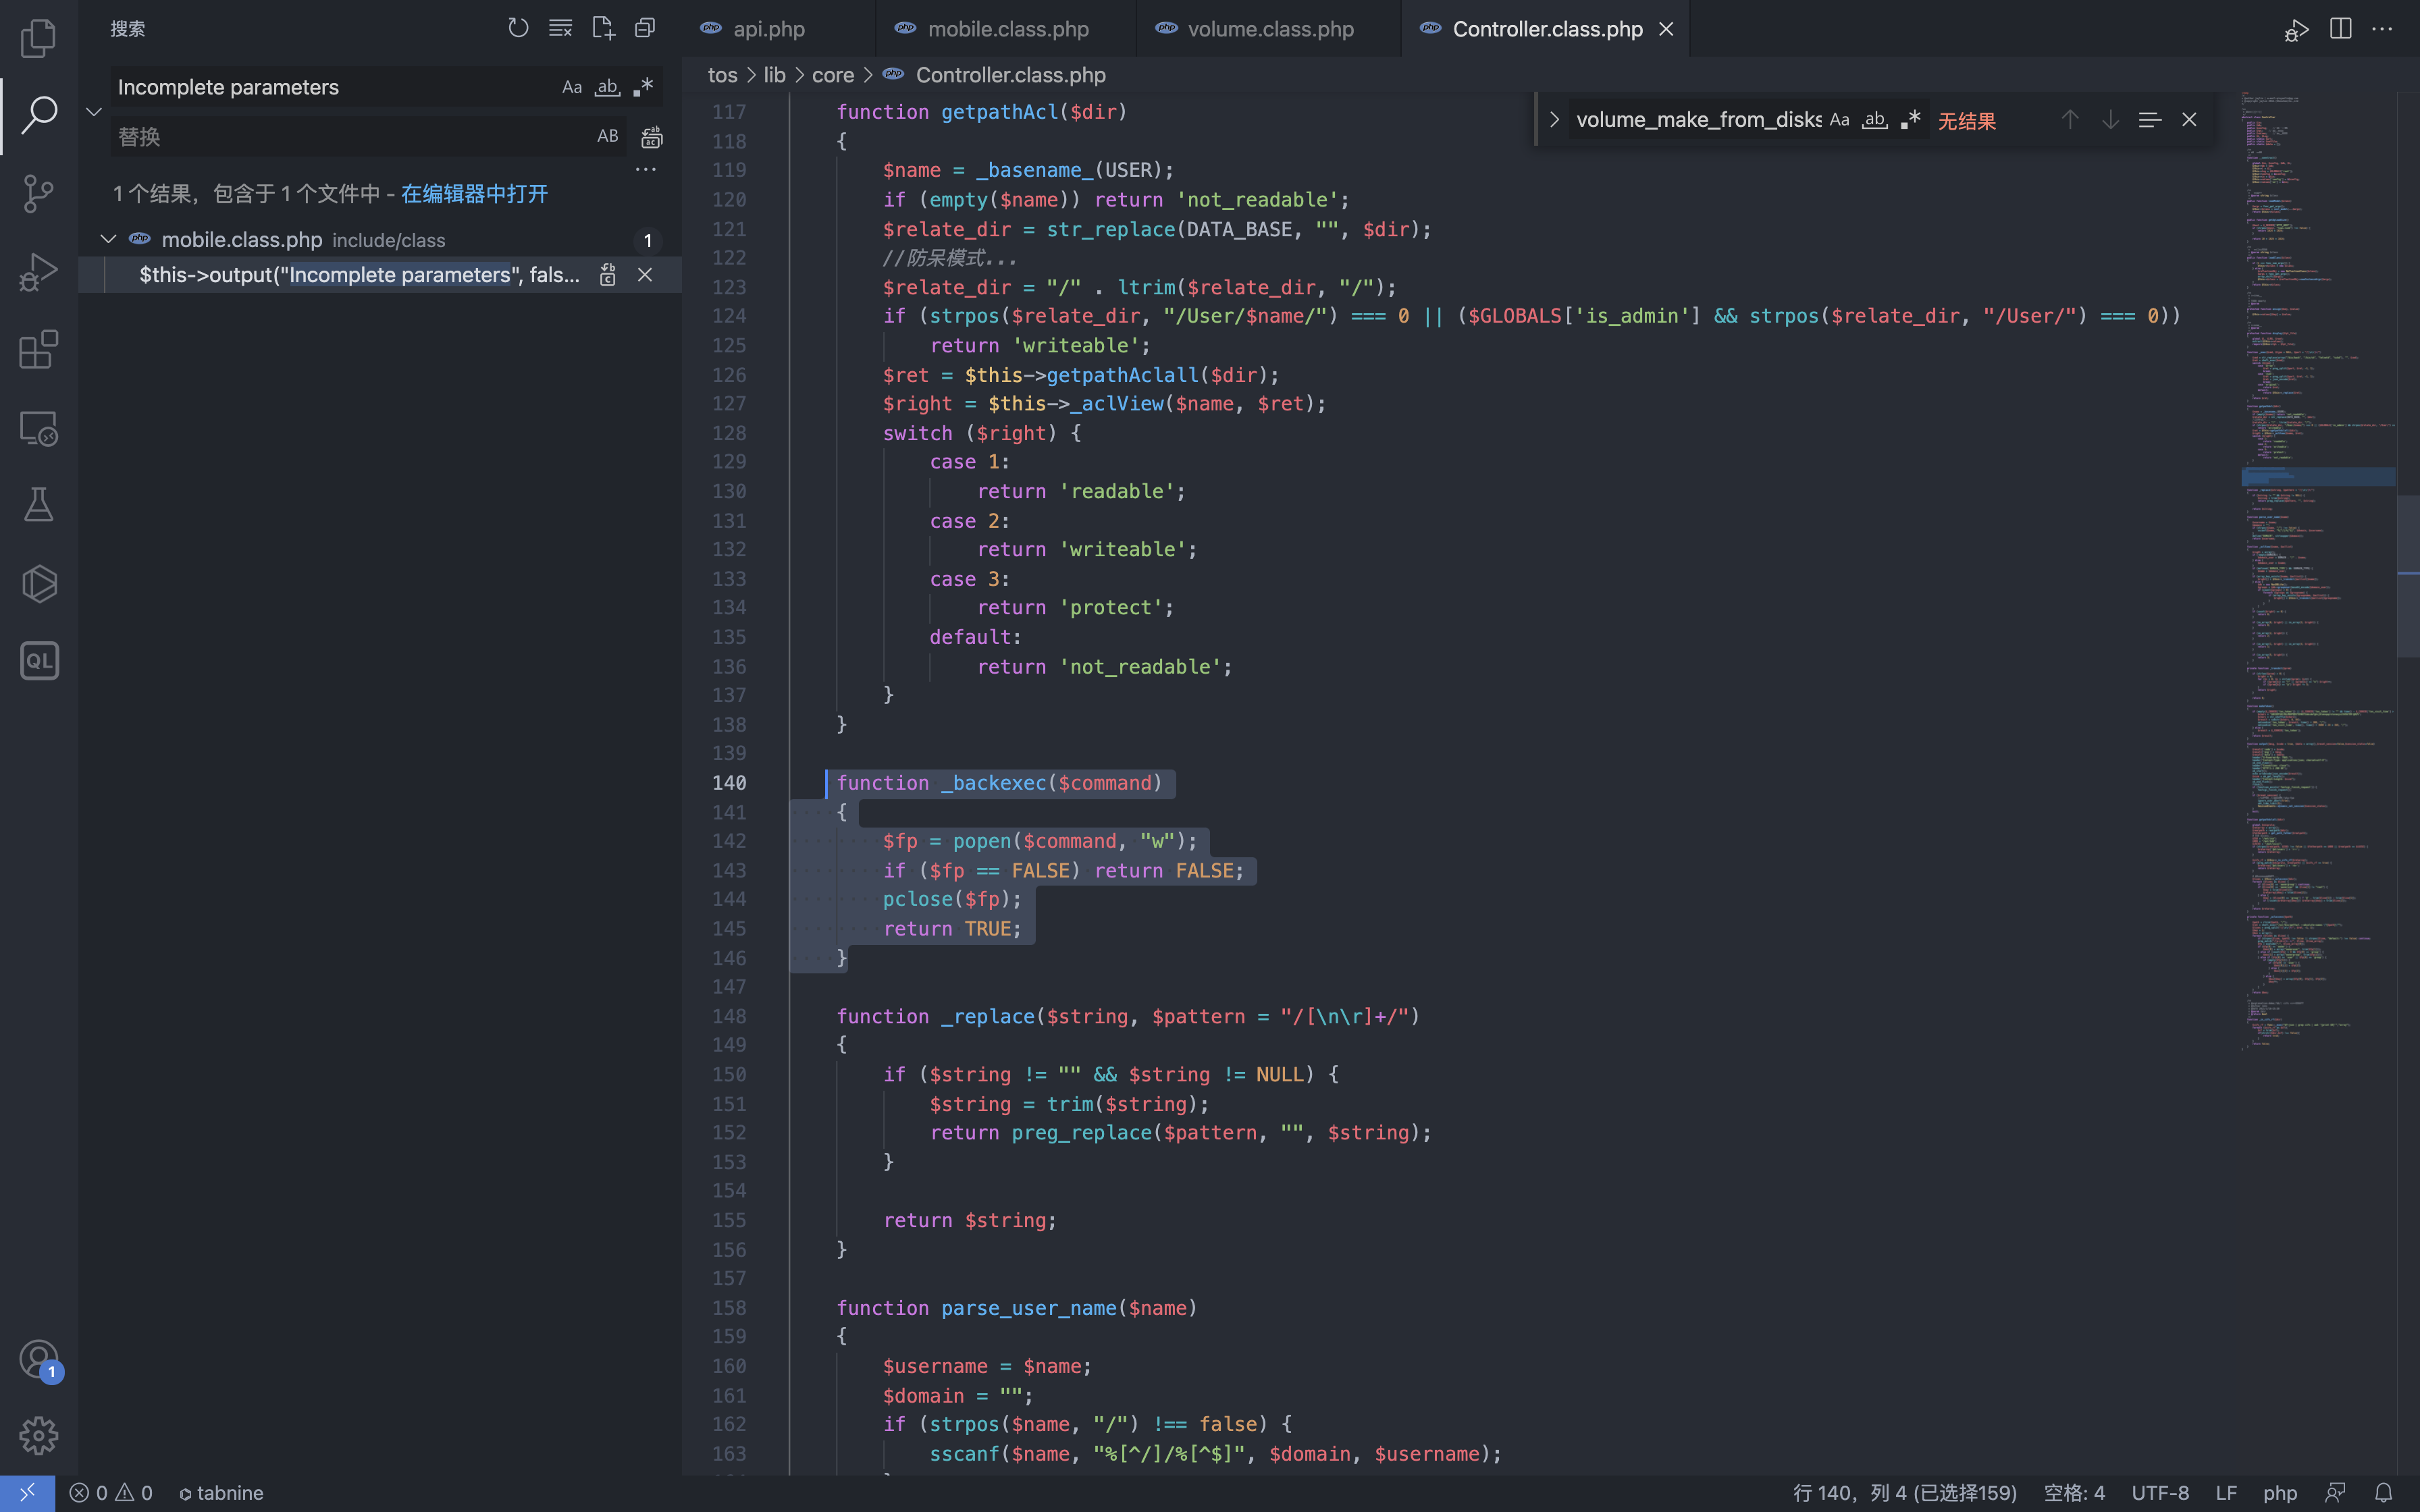 搜索
Incomplete parameters
Aa
ab
替换
AB
1 个结果，包含于 1 个文件中 - 在编辑器中打开
mobile.class.php include/class
1
$this->output("Incomplete parameters", fals...
QL
1
api.php
mobile.class.php
volume.class.php
Controller.class.php
tos > lib > core > Controller.class.php
volume_make_from_disks
Aa
ab
无结果
117 function getpathAcl($dir)
118 {
119 $name = _basename_(USER);
120 if (empty($name)) return 'not_readable';
121 $relate_dir = str_replace(DATA_BASE, "", $dir);
122 //防呆模式...
123 $relate_dir = "/" . ltrim($relate_dir, "/");
124 if (strpos($relate_dir, "/User/$name/") === 0 || ($GLOBALS['is_admin'] && strpos($relate_dir, "/User/") === 0))
125 return 'writeable';
126 $ret = $this->getpathAclall($dir);
127 $right = $this->_aclView($name, $ret);
128 switch ($right) {
129 case 1:
130 return 'readable';
131 case 2:
132 return 'writeable';
133 case 3:
134 return 'protect';
135 default:
136 return 'not_readable';
137 }
138 }
139
140 function _backexec($command)
141 {
142 $fp = popen($command, "w");
143 if ($fp == FALSE) return FALSE;
144 pclose($fp);
145 return TRUE;
146 }
147
148 function _replace($string, $pattern = "/[\n\r]+/")
149 {
150 if ($string != "" && $string != NULL) {
151 $string = trim($string);
152 return preg_replace($pattern, "", $string);
153 }
154
155 return $string;
156 }
157
158 function parse_user_name($name)
159 {
160 $username = $name;
161 $domain = "";
162 if (strpos($name, "/") !== false) {
163 sscanf($name, "%[^/]/%[^$]", $domain, $username);
0 0 tabnine
行 140，列 4 (已选择159) 空格: 4 UTF-8 LF php